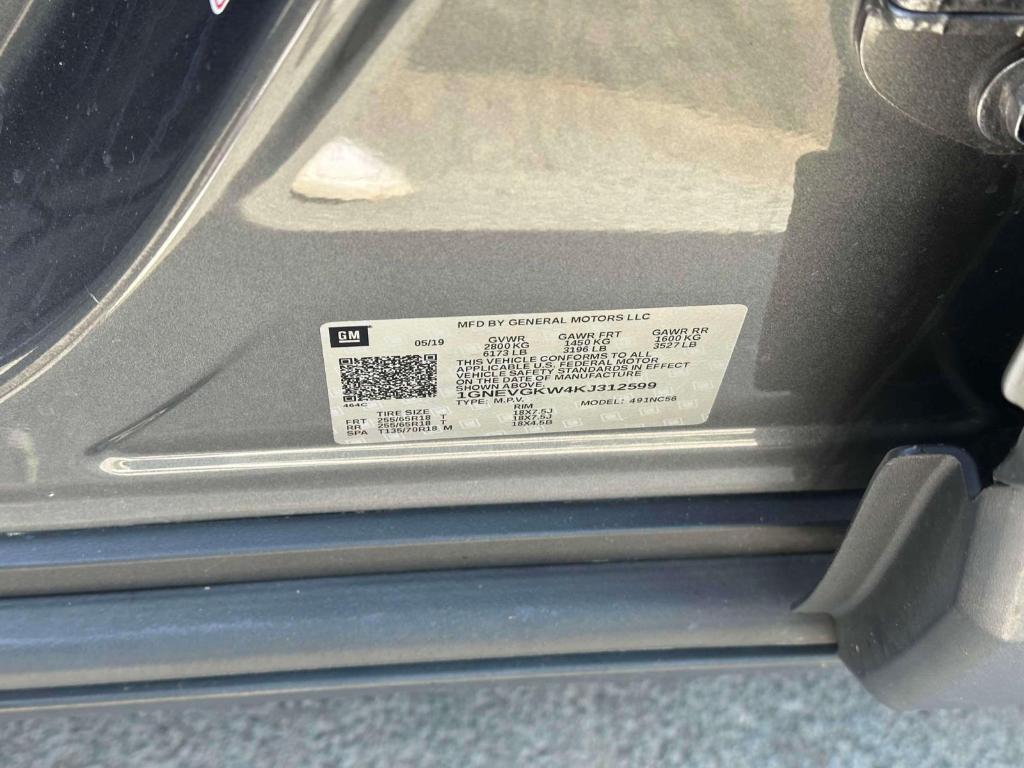 GM
MFD BY GENERAL MOTORS LLC
05/19
GVWR GAWR FRT GAWR RR
2800 KG 1450 KG 1600 KG
6173 LB 3196 LB 3527 LB
THIS VEHICLE CONFORMS TO ALL
APPLICABLE U.S. FEDERAL MOTOR
VEHICLE SAFETY STANDARDS IN EFFECT
ON THE DATE OF MANUFACTURE
SHOWN ABOVE.
1GNEVGKW4KJ312599
464C
TYPE: M.P.V. MODEL: 491NC56
TIRE SIZE RIM
FRT 255/65R18 T 18X7.5J
RR 255/65R18 T 18X7.5J
SPA T135/70R18 M 18X4.5B